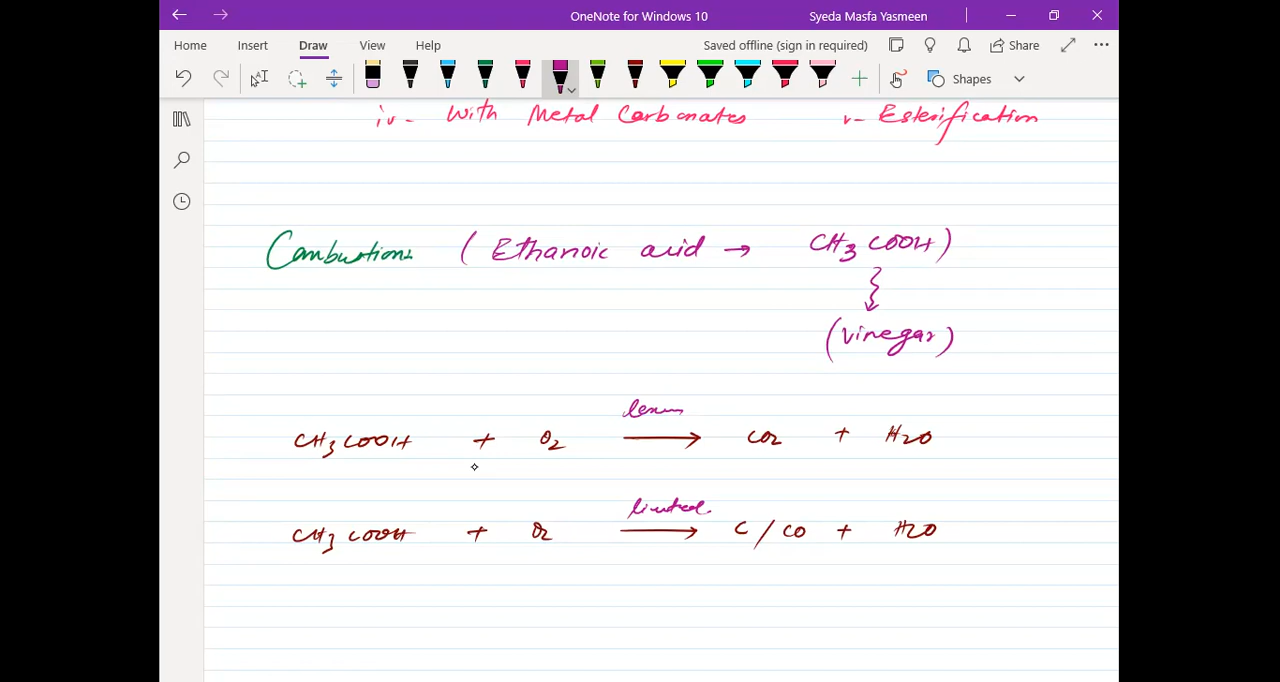 OneNote for Windows 10
Syeda Masfa Yasmeen
Home Insert Draw View Help
Saved offline (sign in required)
Share
Shapes
iv- With Metal Carbonates v- Esterification
Combustion (Ethanoic acid → CH3COOH)
(vinegar)
CH3COOH + O2 → CO2 + H2O
limited
CH3COOH + O2 → C/CO + H2O